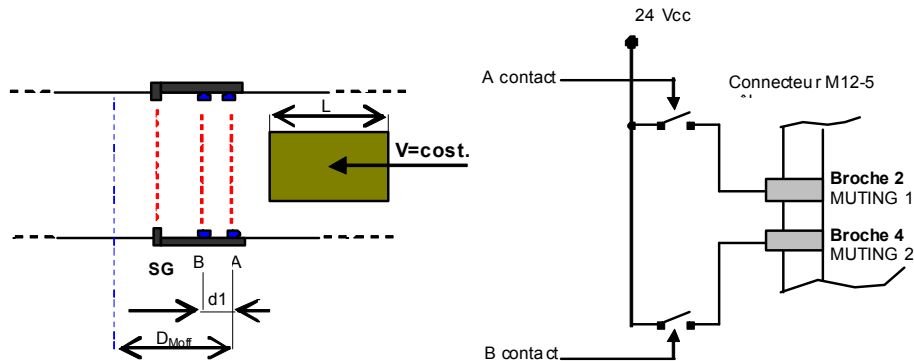 24 Vcc
A contact
Connecteur M12-5
L
V=cost.
Broche 2
MUTING 1
Broche 4
MUTING 2
SG
B
A
d1
DMoff
B contact